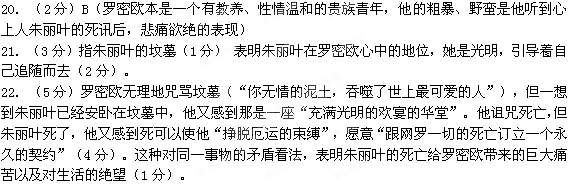 20. （2分）B（罗密欧本是一个有教养、性情温和的贵族青年，他的粗暴、野蛮是他听到心
上人朱丽叶的死讯后，悲痛欲绝的表现）
21. （3分）指朱丽叶的坟墓（1分） 表明朱丽叶在罗密欧心中的地位，她是光明，引导着自
己追随而去（2分）。
22. （5分）罗密欧无理地咒骂坟墓（“你无情的泥土，吞噬了世上最可爱的人”），但一想
到朱丽叶已经安卧在坟墓中，他又感到那是一座“充满光明的欢宴的华堂”。他诅咒死亡，但
朱丽叶死了，他又感到死可以使他“挣脱厄运的束缚”，愿意“跟网罗一切的死亡订立一个永
久的契约”（4分）。这种对同一事物的矛盾看法，表明朱丽叶的死亡给罗密欧带来的巨大痛
苦以及对生活的绝望（1分）。